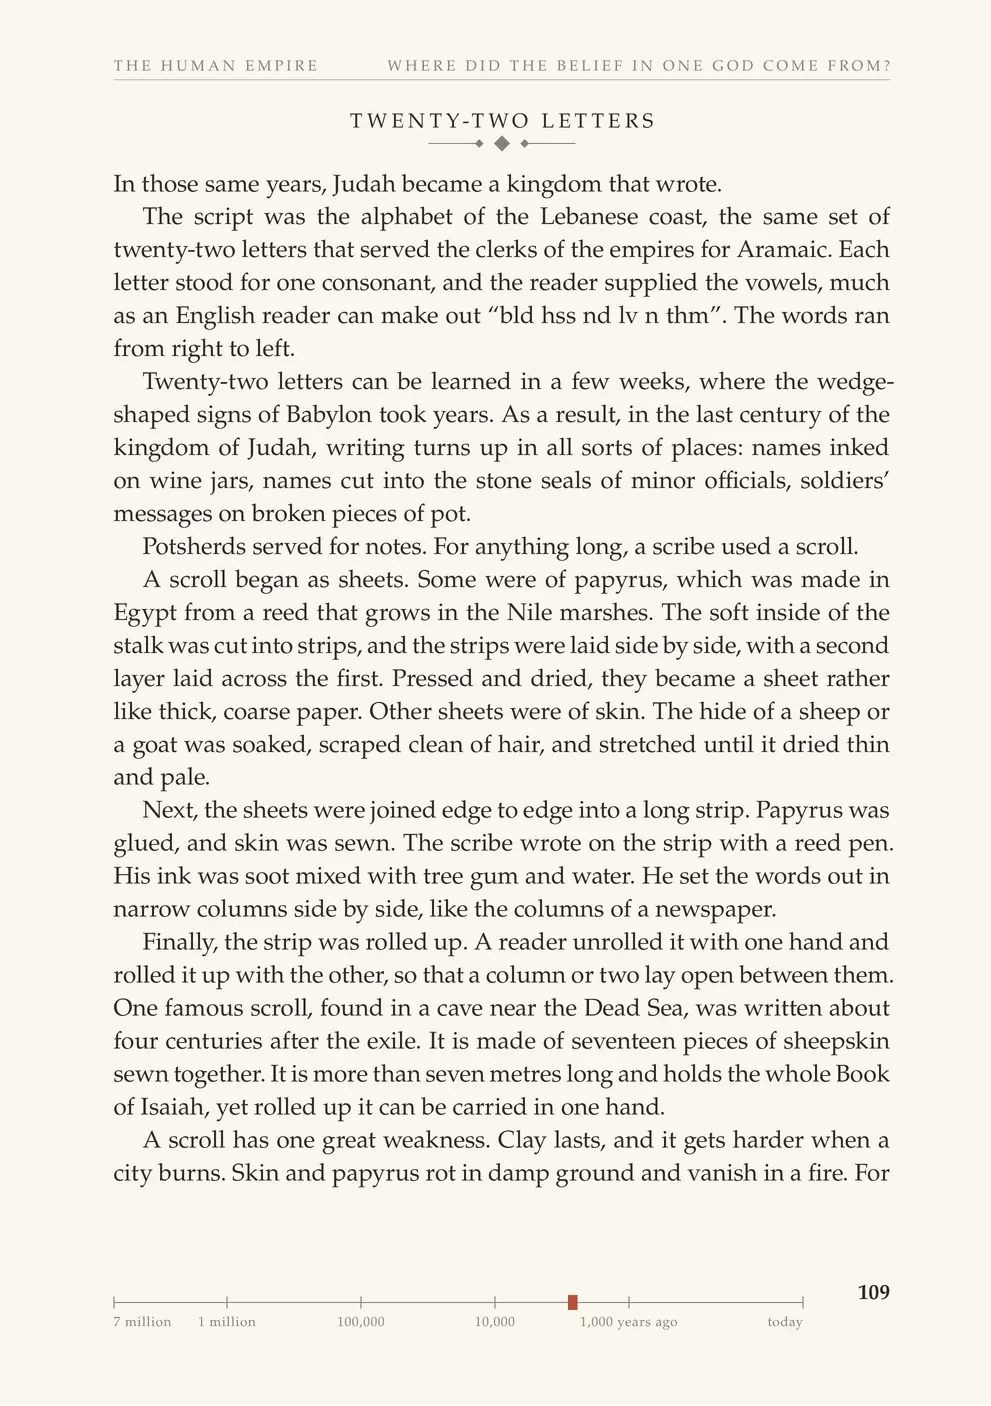 THE HUMAN EMPIRE WHERE DID THE BELIEF IN ONE GOD COME FROM?
TWENTY-TWO LETTERS
In those same years, Judah became a kingdom that wrote.
The script was the alphabet of the Lebanese coast, the same set of
twenty-two letters that served the clerks of the empires for Aramaic. Each
letter stood for one consonant, and the reader supplied the vowels, much
as an English reader can make out “bld hss nd lv n thm”. The words ran
from right to left.
Twenty-two letters can be learned in a few weeks, where the wedge-
shaped signs of Babylon took years. As a result, in the last century of the
kingdom of Judah, writing turns up in all sorts of places: names inked
on wine jars, names cut into the stone seals of minor officials, soldiers’
messages on broken pieces of pot.
Potsherds served for notes. For anything long, a scribe used a scroll.
A scroll began as sheets. Some were of papyrus, which was made in
Egypt from a reed that grows in the Nile marshes. The soft inside of the
stalk was cut into strips, and the strips were laid side by side, with a second
layer laid across the first. Pressed and dried, they became a sheet rather
like thick, coarse paper. Other sheets were of skin. The hide of a sheep or
a goat was soaked, scraped clean of hair, and stretched until it dried thin
and pale.
Next, the sheets were joined edge to edge into a long strip. Papyrus was
glued, and skin was sewn. The scribe wrote on the strip with a reed pen.
His ink was soot mixed with tree gum and water. He set the words out in
narrow columns side by side, like the columns of a newspaper.
Finally, the strip was rolled up. A reader unrolled it with one hand and
rolled it up with the other, so that a column or two lay open between them.
One famous scroll, found in a cave near the Dead Sea, was written about
four centuries after the exile. It is made of seventeen pieces of sheepskin
sewn together. It is more than seven metres long and holds the whole Book
of Isaiah, yet rolled up it can be carried in one hand.
A scroll has one great weakness. Clay lasts, and it gets harder when a
city burns. Skin and papyrus rot in damp ground and vanish in a fire. For
109
7 million 1 million 100,000 10,000 1,000 years ago today